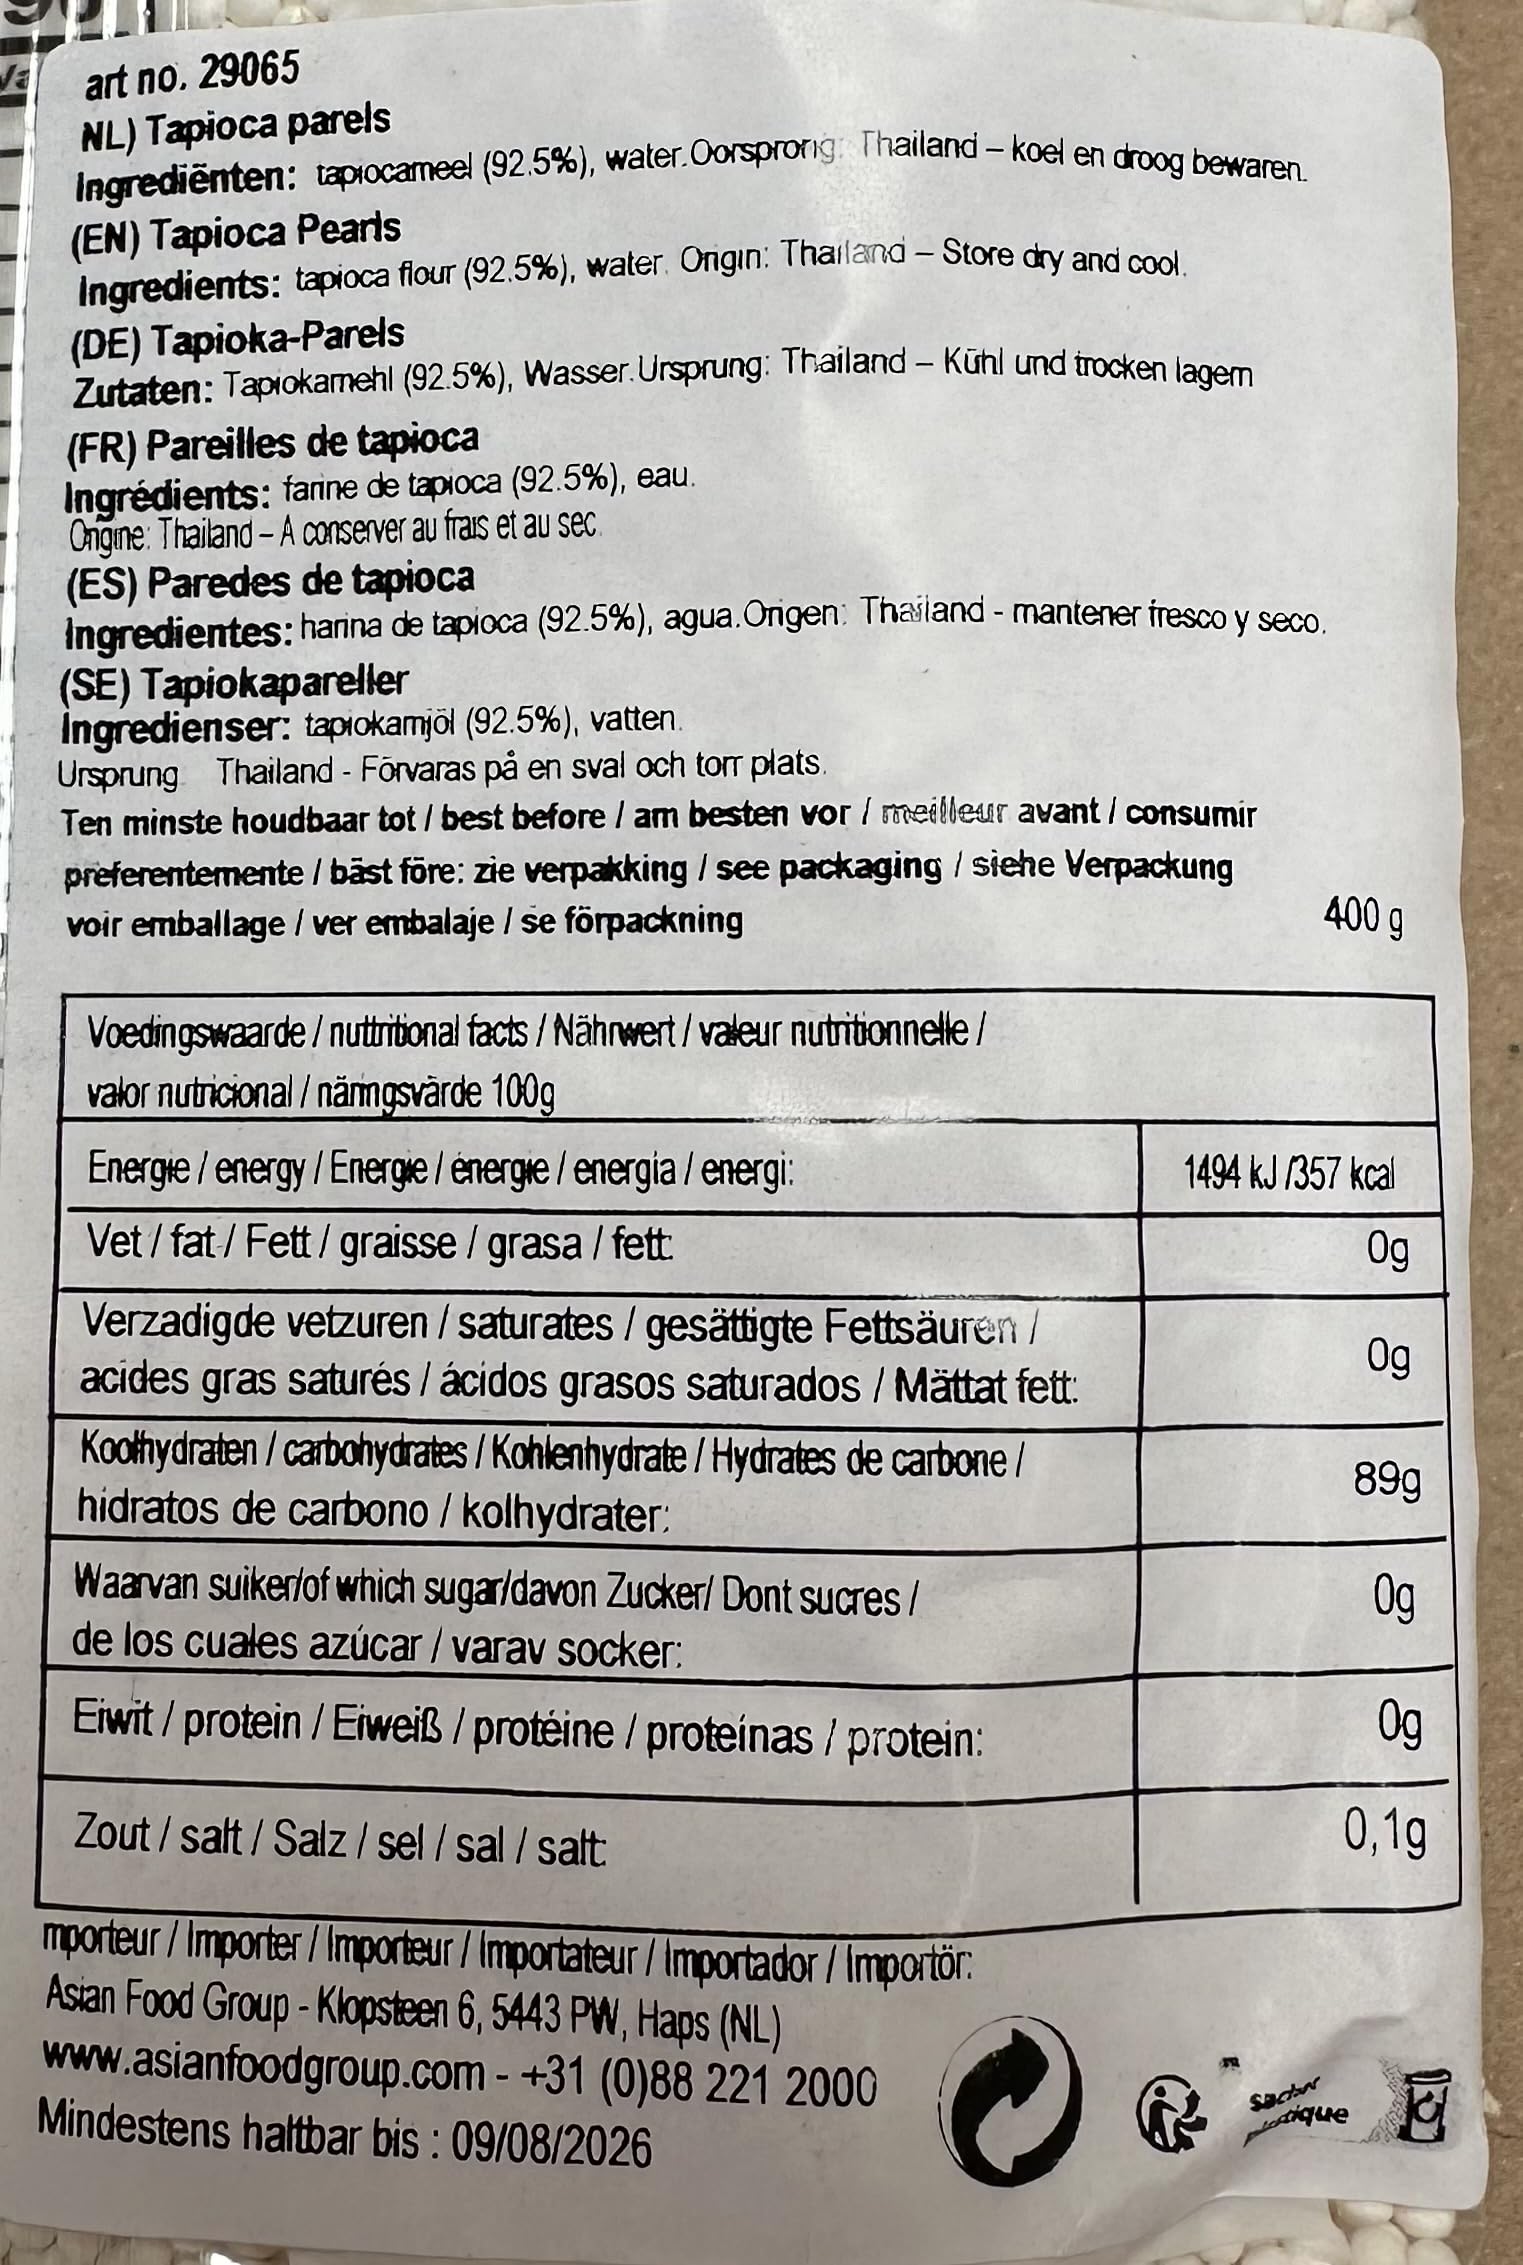 art no. 29065
NL) Tapioca parels
Ingrediënten: tapiocameel (92.5%), water.Oorsprong: Thailand – koel en droog bewaren.
(EN) Tapioca Pearls
Ingredients: tapioca flour (92.5%), water. Origin: Thailand – Store dry and cool.
(DE) Tapioka-Parels
Zutaten: Tapiokamehl (92.5%), Wasser.Ursprung: Thailand – Kühl und trocken lagern
(FR) Pareilles de tapioca
Ingrédients: farine de tapioca (92.5%), eau.
Origine: Thailand – A conserver au frais et au sec.
(ES) Paredes de tapioca
Ingredientes: harina de tapioca (92.5%), agua.Origen: Thailand - mantener fresco y seco.
(SE) Tapiokapareller
Ingredienser: tapiokamjöl (92.5%), vatten.
Ursprung Thailand - Förvaras på en sval och torr plats.
Ten minste houdbaar tot / best before / am besten vor / meilleur avant / consumir
preferentemente / bäst före: zie verpakking / see packaging / siehe Verpackung
voir emballage / ver embalaje / se förpackning
400 g
Voedingswaarde / nuttritional facts / Nährwert / valeur nutritionnelle /
valor nutricional / näringsvärde 100g
Energie / energy / Energie / énergie / energía / energi: 1494 kJ /357 kcal
Vet / fat / Fett / graisse / grasa / fett: 0g
Verzadigde vetzuren / saturates / gesättigte Fettsäuren /
acides gras saturés / ácidos grasos saturados / Mättat fett: 0g
Koolhydraten / carbohydrates / Kohlenhydrate / Hydrates de carbone /
hidratos de carbono / kolhydrater: 89g
Waarvan suiker/of which sugar/davon Zucker/ Dont sucres /
de los cuales azúcar / varav socker: 0g
Eiwit / protein / Eiweiß / protéine / proteínas / protein: 0g
Zout / salt / Salz / sel / sal / salt: 0,1g
mporteur / Importer / Importeur / Importateur / Importador / Importör:
Asian Food Group - Klopsteen 6, 5443 PW, Haps (NL)
www.asianfoodgroup.com - +31 (0)88 221 2000
Mindestens haltbar bis : 09/08/2026